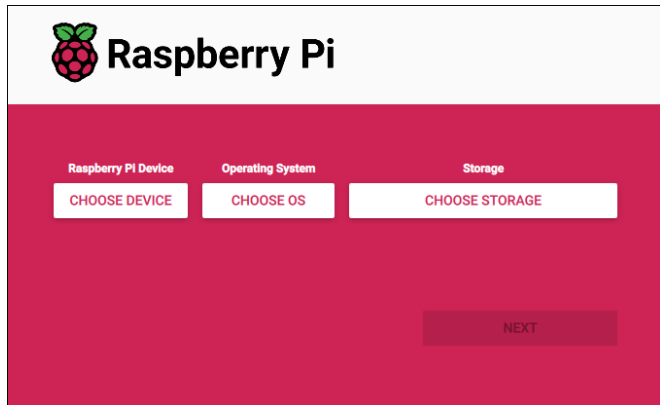 Raspberry Pi
Raspberry Pi Device
Operating System
Storage
CHOOSE DEVICE
CHOOSE OS
CHOOSE STORAGE
NEXT